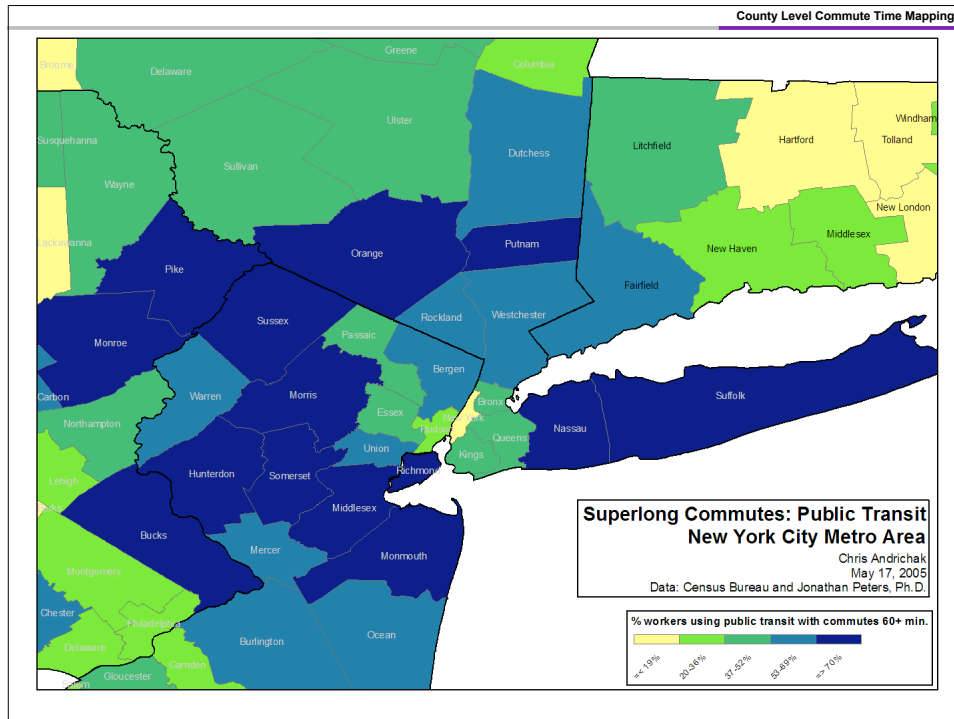 County Level Commute Time Mapping
Greene
Broome
Delaware
Columbia
Windham
Ulster
Susquehanna
Litchfield
Hartford
Tolland
Dutchess
Sullivan
Wayne
New London
Lackawanna
Middlesex
Putnam
New Haven
Orange
Pike
Fairfield
Sussex
Rockland
Westchester
Passaic
Monroe
Bergen
Carbon
Warren
Morris
Suffolk
Bronx
Northampton
Essex
New York
Hudson
Nassau
Queens
Union
Kings
Hunterdon
Somerset
Richmond
Lehigh
Middlesex
Bucks
Mercer
Monmouth
Montgomery
Chester
Philadelphia
Burlington
Ocean
Delaware
Camden
Gloucester
Superlong Commutes: Public Transit
New York City Metro Area
Chris Andrichak
May 17, 2005
Data: Census Bureau and Jonathan Peters, Ph.D.
% workers using public transit with commutes 60+ min.
=< 19%
20-36%
37-52%
53-69%
=> 70%